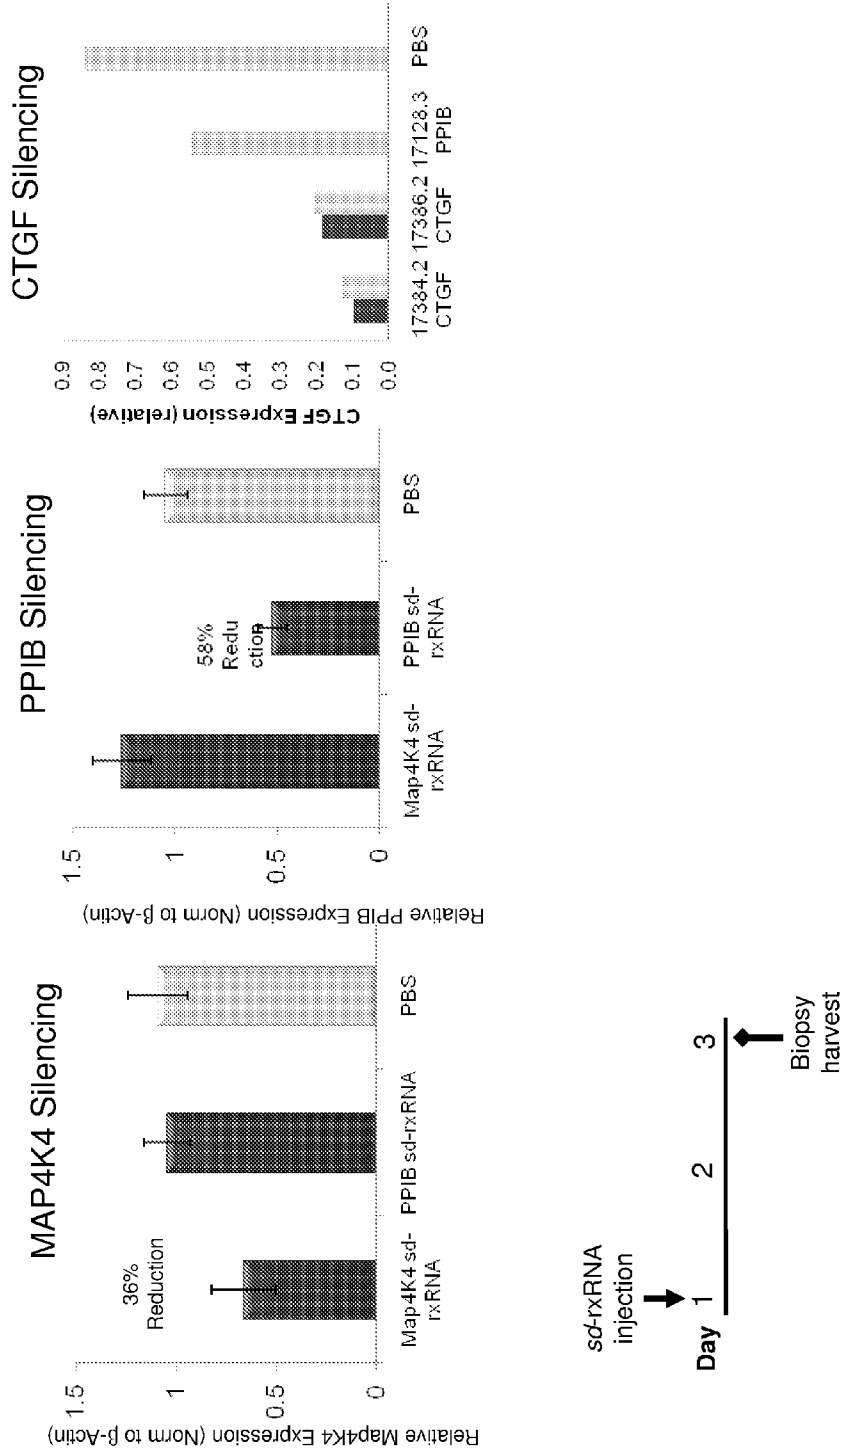 MAP4K4 Silencing
Relative Map4K4 Expression (Norm to β-Actin)
1.5
1
0.5
0
36%
Reduction
Map4K4 sd-
rxRNA
PPIB sd-rxRNA
PBS
PPIB Silencing
Relative PPIB Expression (Norm to β-Actin)
1.5
1
0.5
0
58%
Redu
ction
Map4K4 sd-
rxRNA
PPIB sd-
rxRNA
PBS
CTGF Silencing
CTGF Expression (relative)
0.9
0.8
0.7
0.6
0.5
0.4
0.3
0.2
0.1
0.0
17384.2
CTGF
17386.2
CTGF
17128.3
PPIB
PBS
sd-rxRNA
injection
Day
1
2
3
Biopsy
harvest